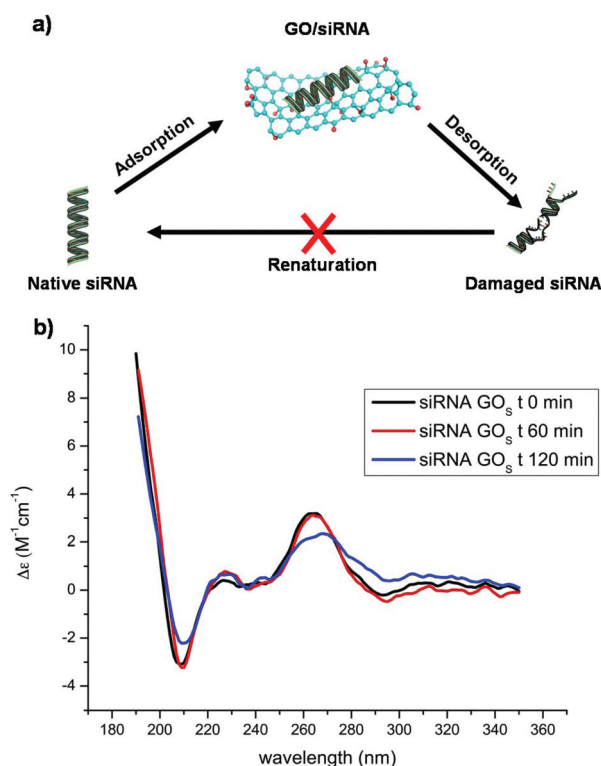 a)
GO/siRNA
Adsorption
Desorption
Native siRNA
Renaturation
Damaged siRNA
b)
siRNA GOₛ t 0 min
siRNA GOₛ t 60 min
siRNA GOₛ t 120 min
Δε (M⁻¹cm⁻¹)
10
8
6
4
2
0
-2
-4
180 200 220 240 260 280 300 320 340 360
wavelength (nm)